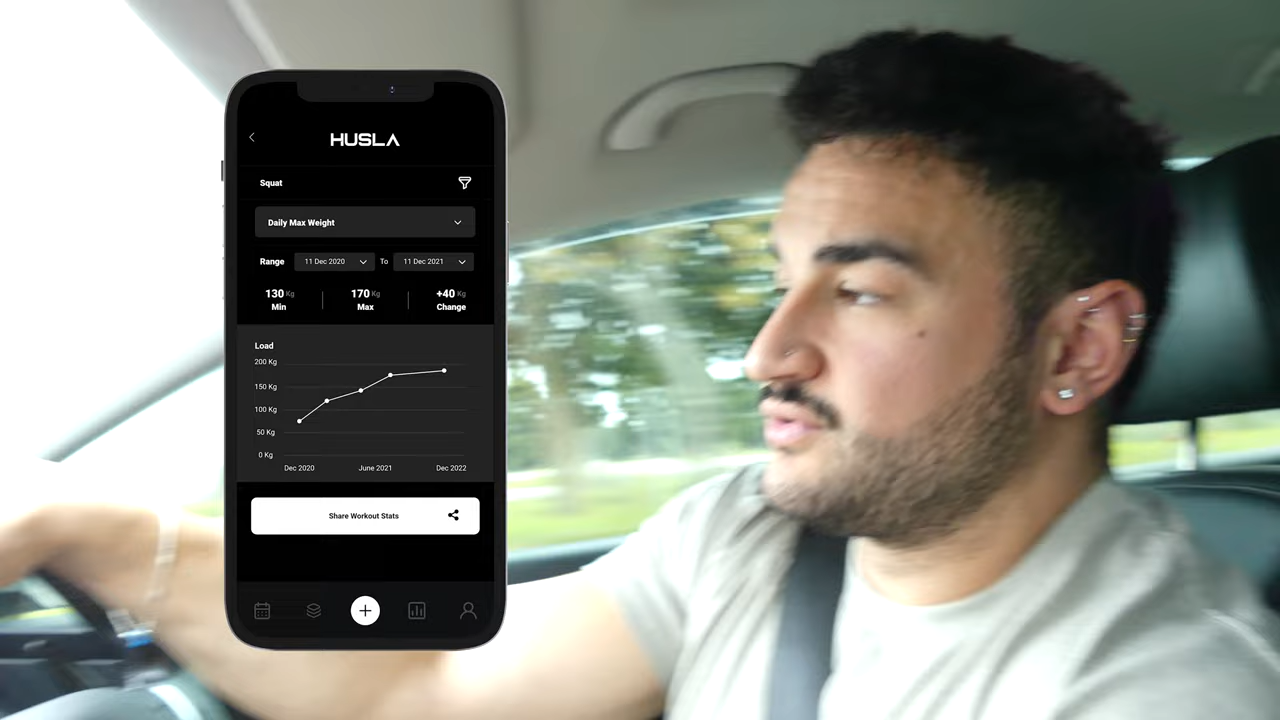 HUSLA
Squat
Daily Max Weight
Range 11 Dec 2020 To 11 Dec 2021
130 Kg 170 Kg +40 Kg
Min Max Change
Load
200 Kg
150 Kg
100 Kg
50 Kg
0 Kg
Dec 2020 June 2021 Dec 2022
Share Workout Stats